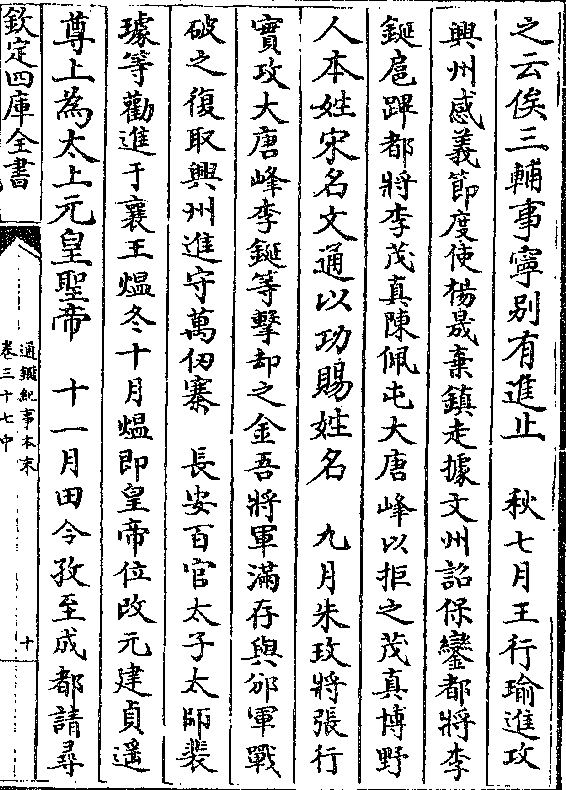 之云俟三輔事寧别有進止　秋七月王行瑜進攻
興州感義節度使楊晟棄鎮走據文州詔保鑾都將李
鋋扈蹕都將李茂真陳佩屯大唐峰以拒之茂真博野
人本姓宋名文通以功賜姓名　九月朱玫將張行
實攻大唐峰李鋋等擊却之金吾將軍滿存與邠軍戰
破之復取興州進守萬仭寨　長安百官太子太師裴
璩等勸進于襄王熅冬十月熅即皇帝位改元建貞遥
尊上為太上元皇聖帝　十一月田令孜至成都請尋
欽定四庫全書
通鑑紀事本末
卷三十七中
十